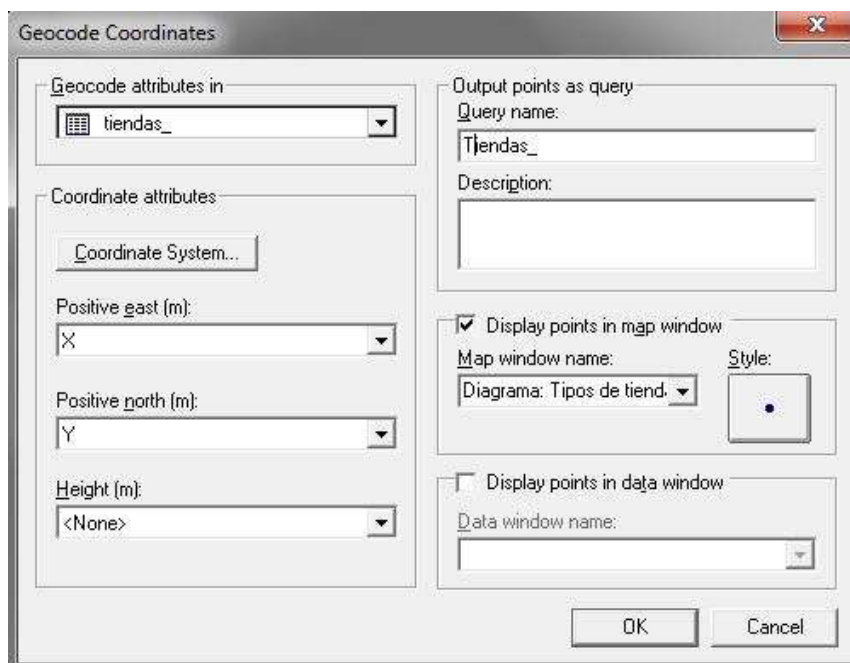 Geocode Coordinates
Geocode attributes in
tiendas_
Coordinate attributes
Coordinate System...
Positive east (m):
X
Positive north (m):
Y
Height (m):
<None>
Output points as query
Query name:
Tiendas_
Description:
Display points in map window
Map window name:
Style:
Diagrama: Tipos de tiend
Display points in data window
Data window name:
OK
Cancel